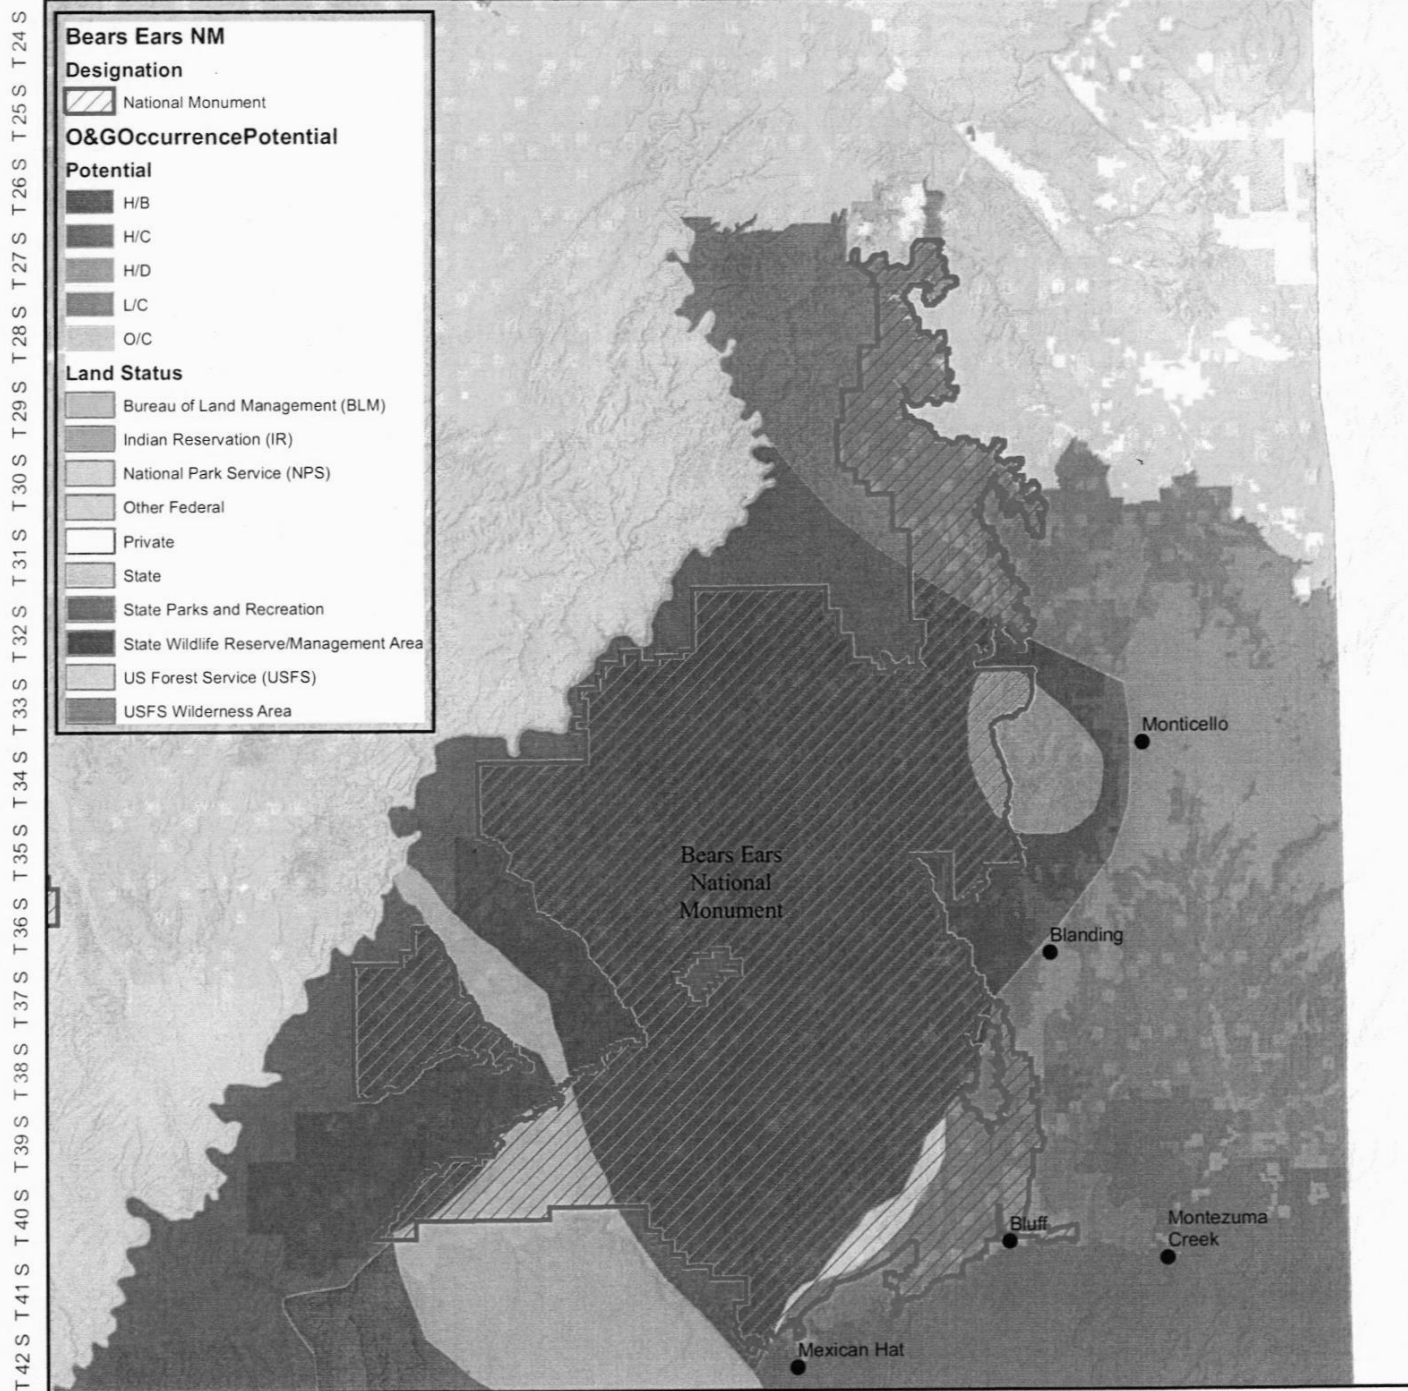 Bears Ears NM
Designation
National Monument
O&GOccurrencePotential
Potential
H/B
H/C
H/D
L/C
O/C
Land Status
Bureau of Land Management (BLM)
Indian Reservation (IR)
National Park Service (NPS)
Other Federal
Private
State
State Parks and Recreation
State Wildlife Reserve/Management Area
US Forest Service (USFS)
USFS Wilderness Area
T 24 S
T 25 S
T 26 S
T 27 S
T 28 S
T 29 S
T 30 S
T 31 S
T 32 S
T 33 S
T 34 S
T 35 S
T 36 S
T 37 S
T 38 S
T 39 S
T 40 S
T 41 S
T 42 S
Monticello
Bears Ears
National
Monument
Blanding
Bluff
Montezuma
Creek
Mexican Hat